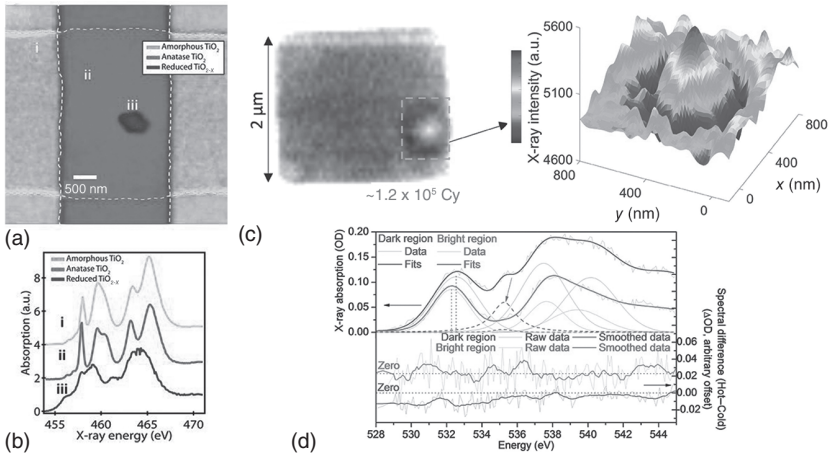 i
ii
iii
Amorphous TiO2
Anatase TiO2
Reduced TiO2-X
500 nm
(a)
2 μm
~1.2 x 10⁵ Cy
(c)
X-ray intensity (a.u.)
5600
5100
4600
800
400
0
y (nm)
0
400
800
x (nm)
Amorphous TiO2
Anatase TiO2
Reduced TiO2-X
i
ii
iii
Absorption (a.u.)
8
6
4
2
0
455 460 465 470
X-ray energy (eV)
(b)
X-ray absorption (OD)
0.20
0.15
0.10
0.05
0.00
Dark region Bright region
Data Data
Fits Fits
Dark region Raw data Smoothed data
Bright region Raw data Smoothed data
Zero
Zero
0.06
0.04
0.02
0.00
-0.02
Spectral difference (Hot–Cold)
(ΔOD, arbitrary offset)
528 530 532 534 536 538 540 542 544
Energy (eV)
(d)